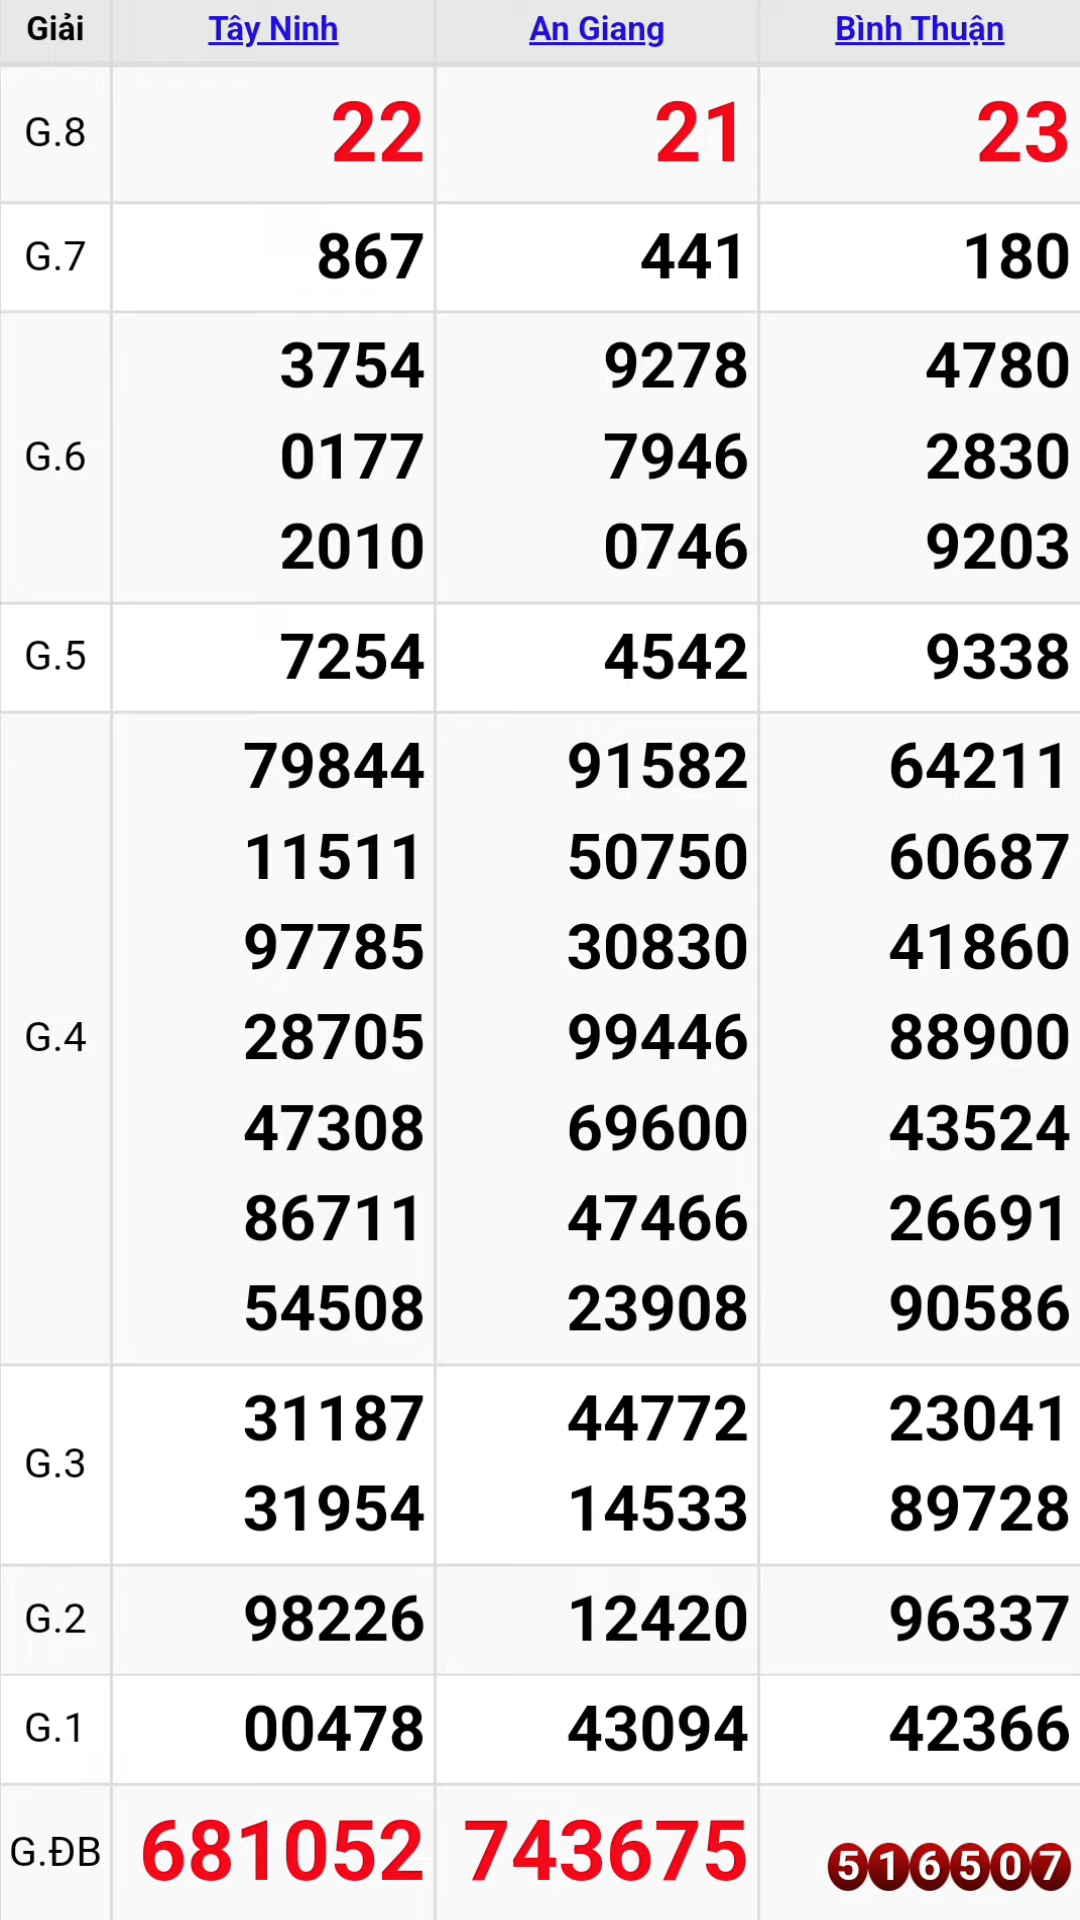 Giải Tây Ninh An Giang Bình Thuận
G.8 22 21 23
G.7 867 441 180
3754 9278 4780
G.6 0177 7946 2830
2010 0746 9203
G.5 7254 4542 9338
79844 91582 64211
11511 50750 60687
97785 30830 41860
G.4 28705 99446 88900
47308 69600 43524
86711 47466 26691
54508 23908 90586
31187 44772 23041
G.3
31954 14533 89728
G.2 98226 12420 96337
G.1 00478 43094 42366
G.ĐB 681052 743675 516507